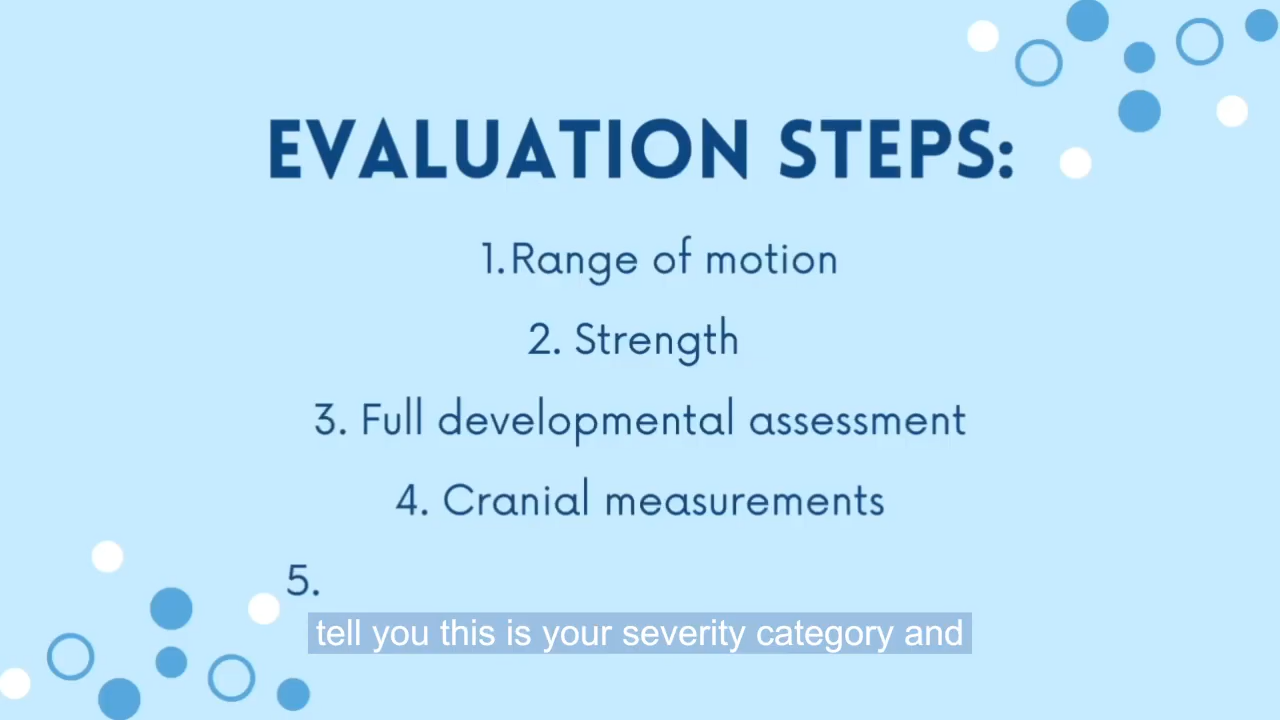 EVALUATION STEPS:
1.Range of motion
2. Strength
3. Full developmental assessment
4. Cranial measurements
5.
tell you this is your severity category and